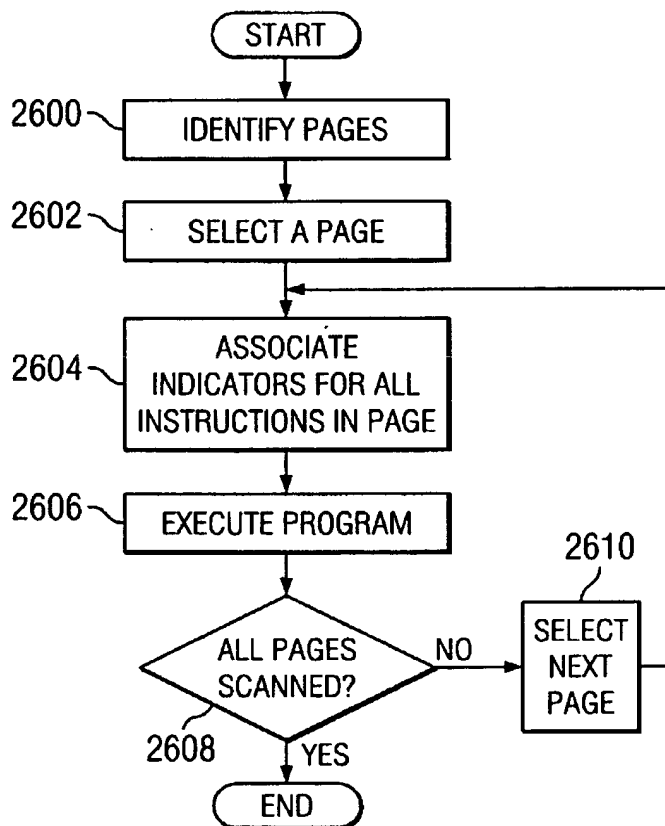 START
2600
IDENTIFY PAGES
2602
SELECT A PAGE
2604
ASSOCIATE
INDICATORS FOR ALL
INSTRUCTIONS IN PAGE
2606
EXECUTE PROGRAM
2610
ALL PAGES
SCANNED?
NO
SELECT
NEXT
PAGE
2608
YES
END